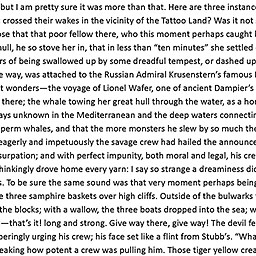 but I am pretty sure it was more than that. Here are three instance
crossed their wakes in the vicinity of the Tattoo Land? Was it not
ose that that poor fellow there, who this moment perhaps caught
hull, he so stove her in, that in less than “ten minutes” she settled
rs of being swallowed up by some dreadful tempest, or dashed up
e way, was attached to the Russian Admiral Krusenstern’s famous
t wonders—the voyage of Lionel Wafer, one of ancient Dampier’s
there; the whale towing her great hull through the water, as a hor
ays unknown in the Mediterranean and the deep waters connectin
perm whales, and that the more monsters he slew by so much the
eagerly and impetuously the savage crew had hailed the announce
surpation; and with perfect impunity, both moral and legal, his cre
hinkingly drove home every yarn: I say so strange a dreaminess did
s. To be sure the same sound was that very moment perhaps being
e three samphire baskets over high cliffs. Outside of the bulwarks
the blocks; with a wallow, the three boats dropped into the sea; w
—that’s it! long and strong. Give way there, give way! The devil fe
peringly urging his crew; his face set like a flint from Stubb’s. “Wha
eaking how potent a crew was pulling him. Those tiger yellow crea